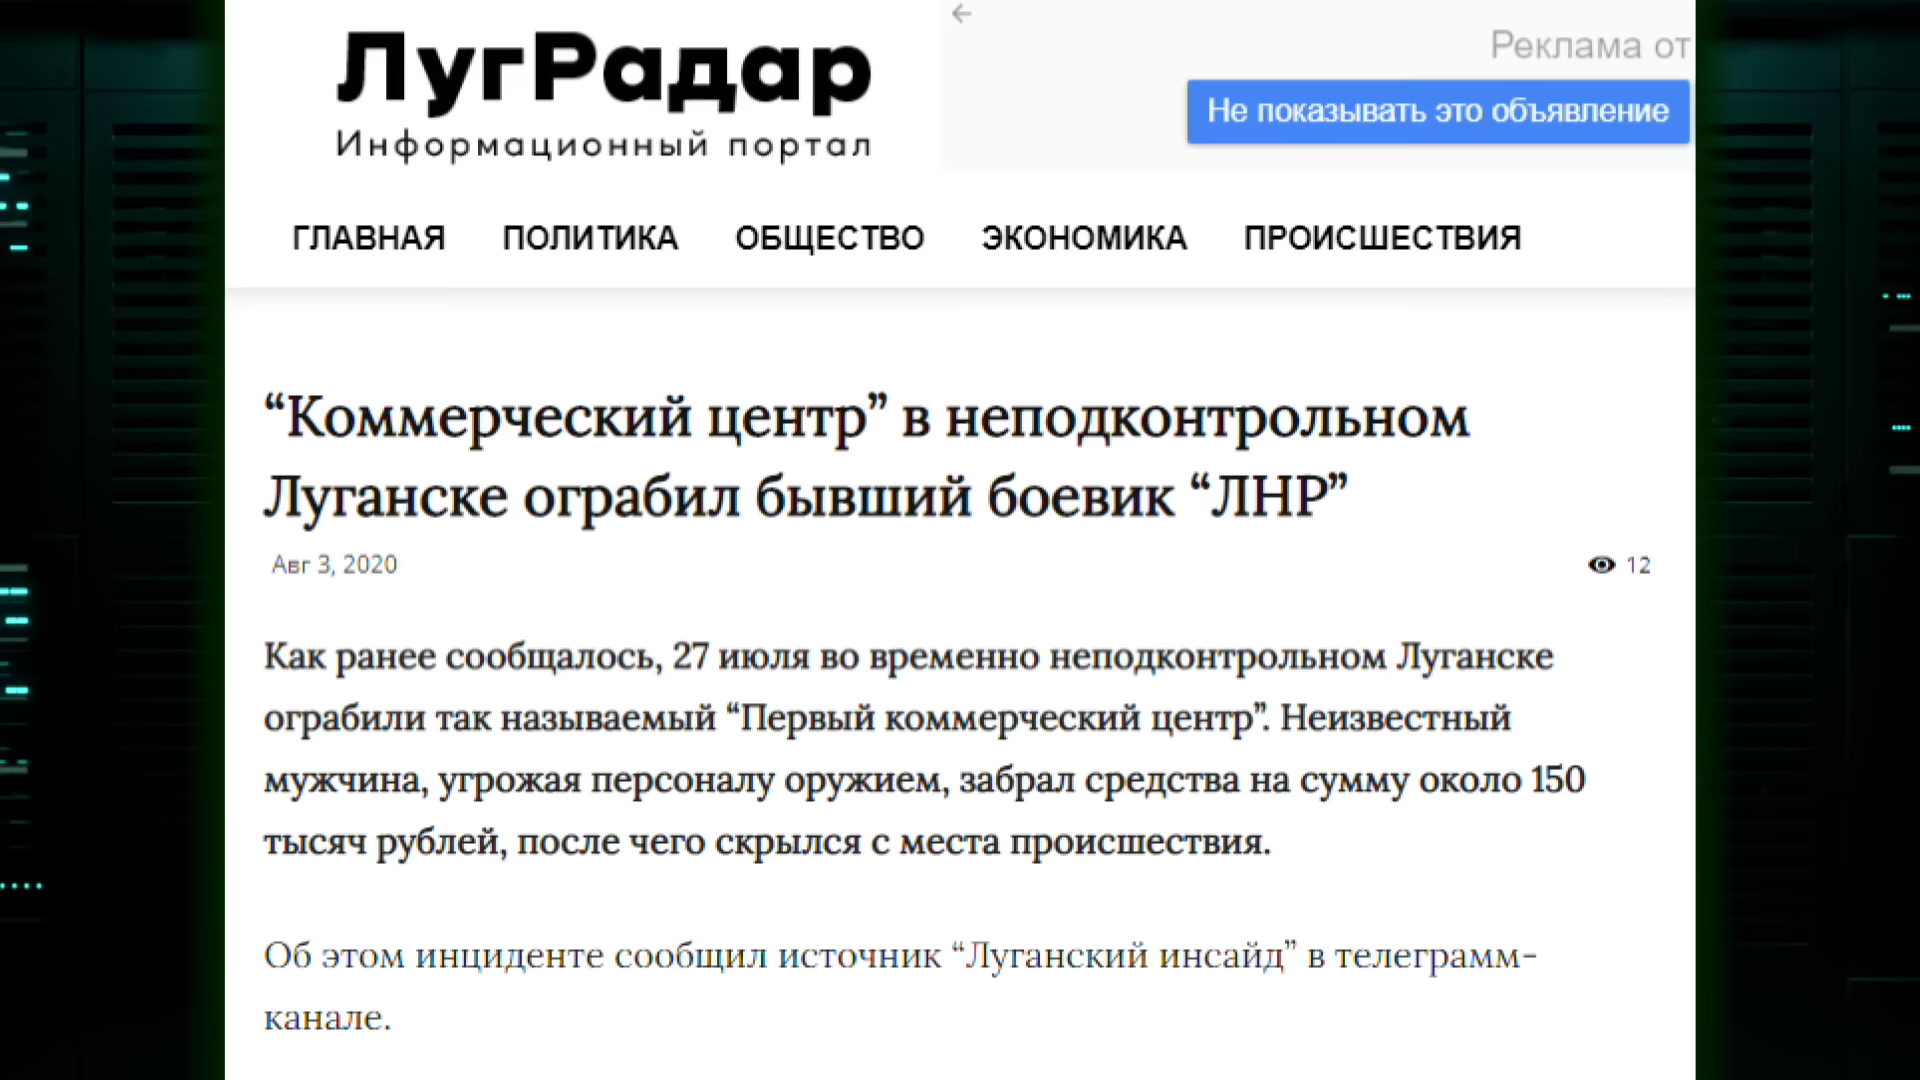 ЛугРадар
Информационный портал
Реклама от
Не показывать это объявление
ГЛАВНАЯ ПОЛИТИКА ОБЩЕСТВО ЭКОНОМИКА ПРОИСШЕСТВИЯ
“Коммерческий центр” в неподконтрольном
Луганске ограбил бывший боевик “ЛНР”
Авг 3, 2020 12
Как ранее сообщалось, 27 июля во временно неподконтрольном Луганске
ограбили так называемый “Первый коммерческий центр”. Неизвестный
мужчина, угрожая персоналу оружием, забрал средства на сумму около 150
тысяч рублей, после чего скрылся с места происшествия.
Об этом инциденте сообщил источник “Луганский инсайд” в телеграмм-
канале.